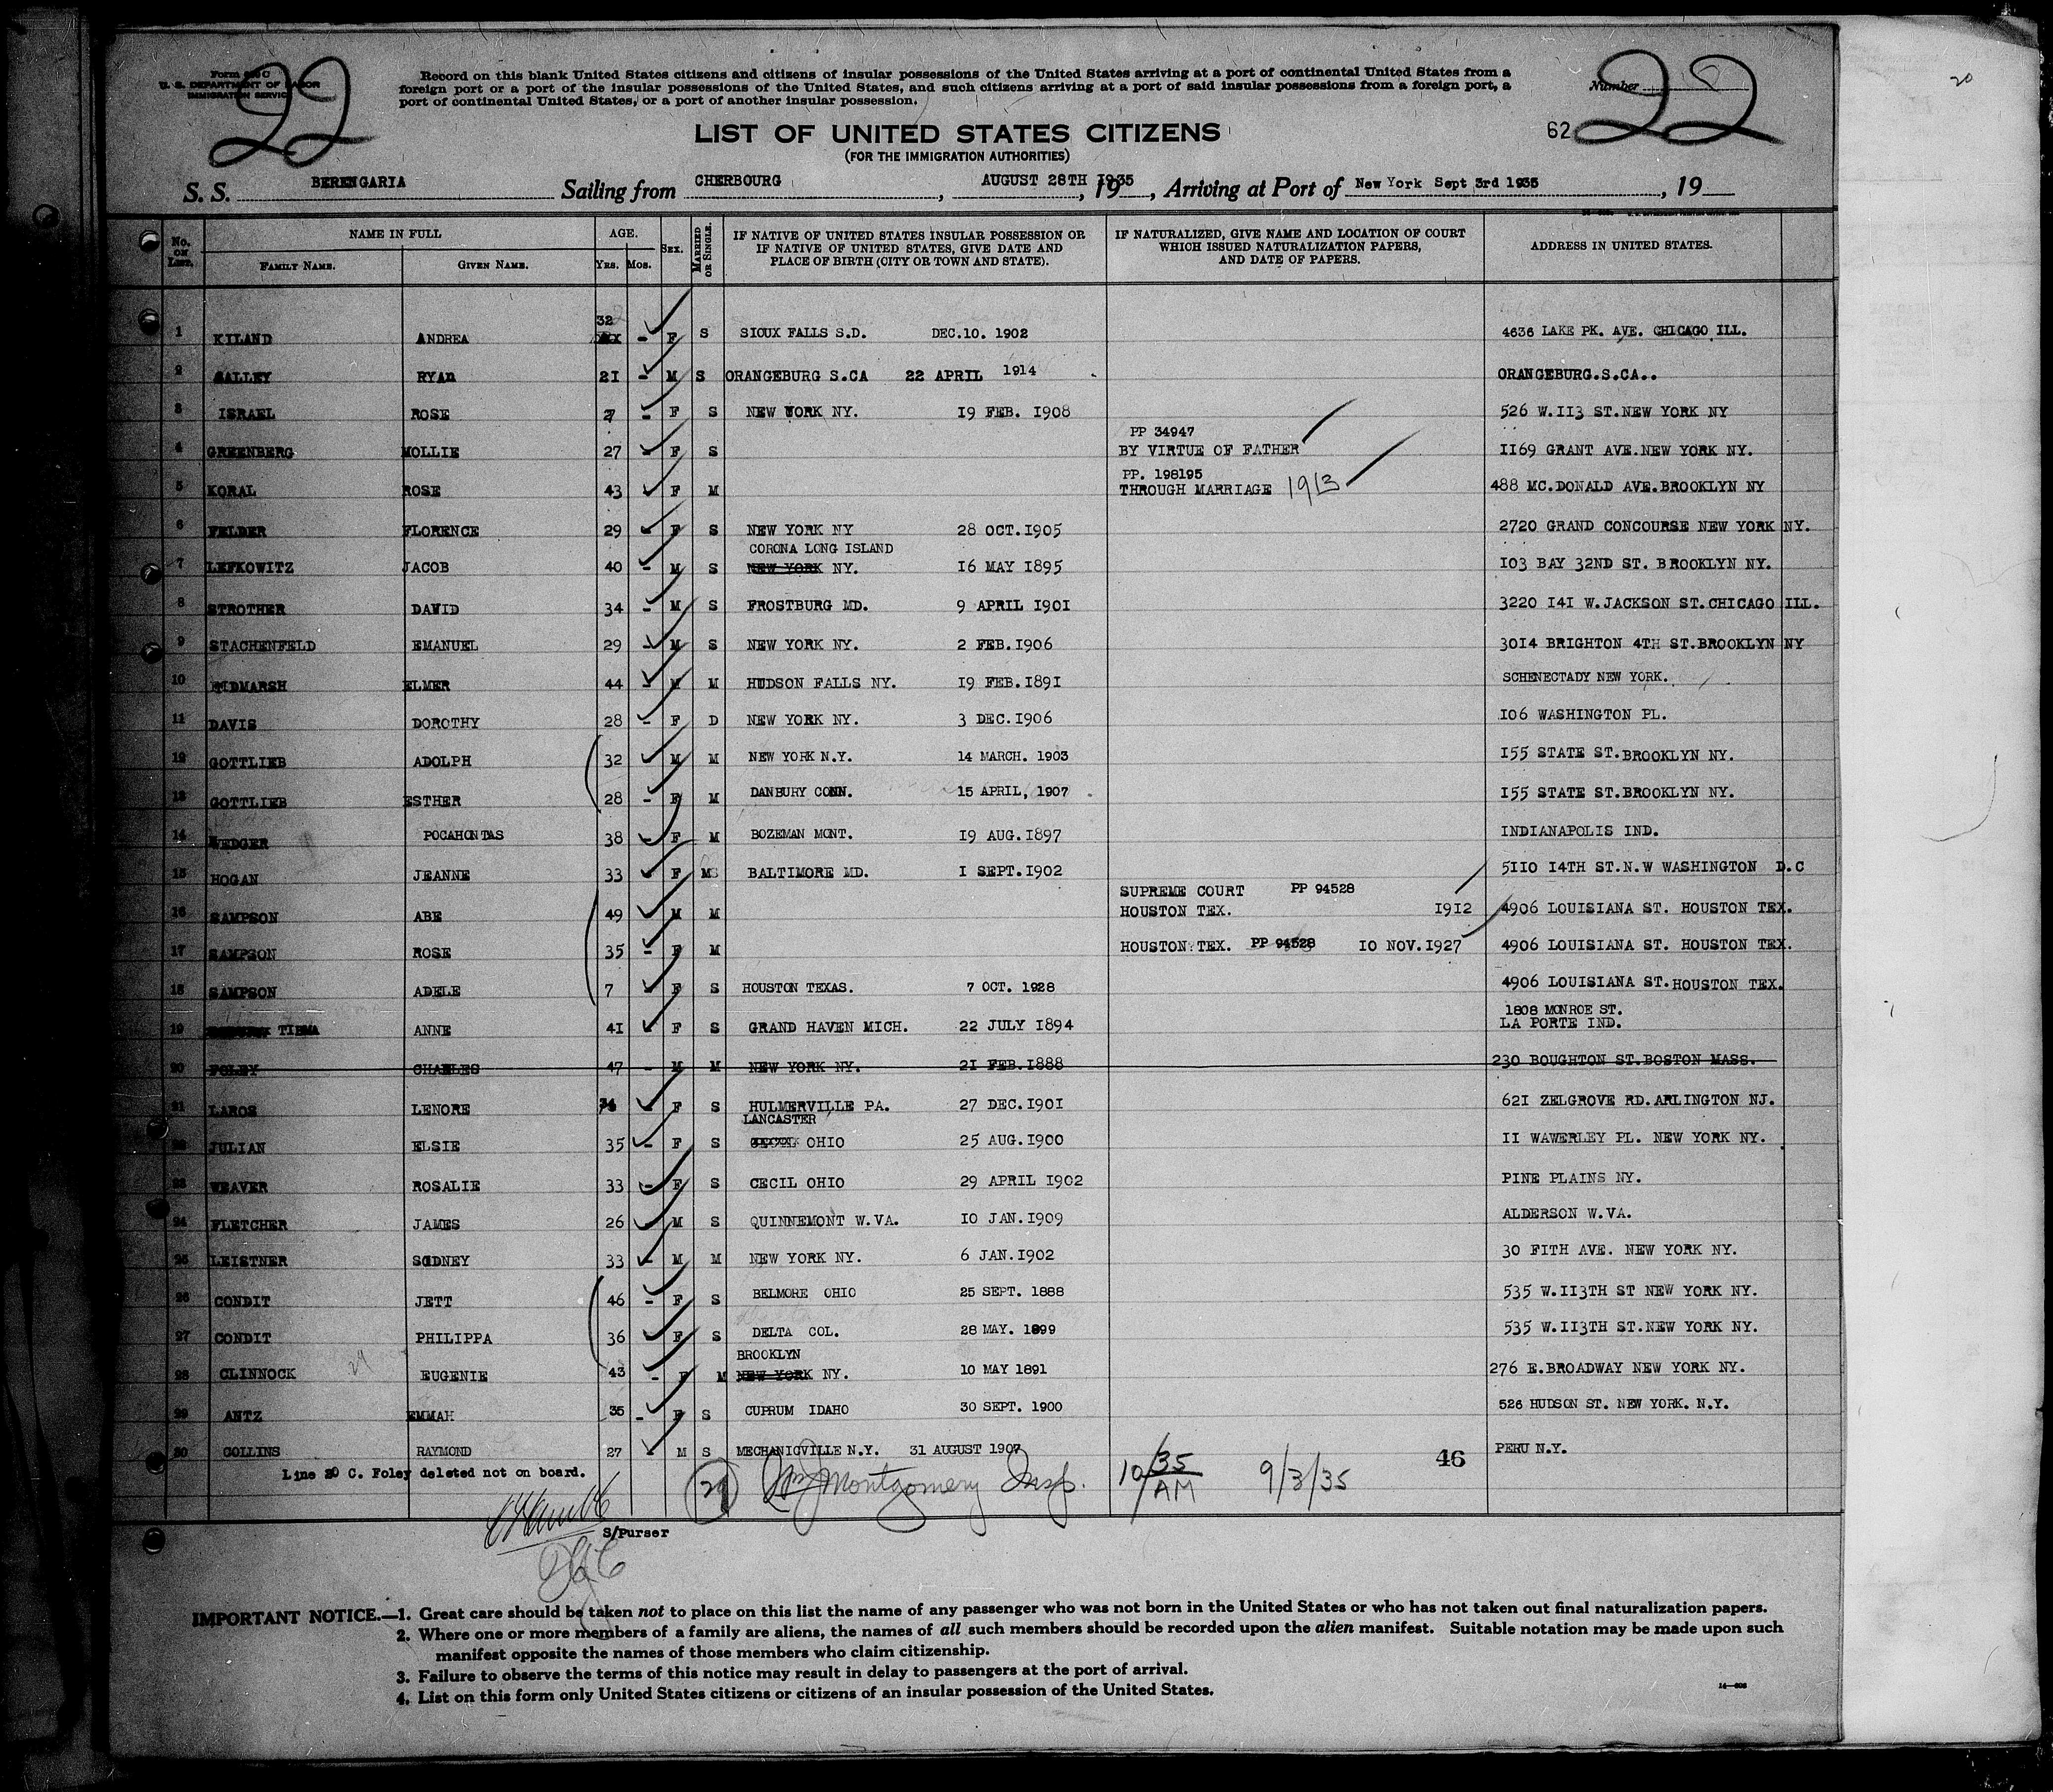 Form 630 C
U. S. DEPARTMENT OF LABOR
IMMIGRATION SERVICE
22
Record on this blank United States citizens and citizens of insular possessions of the United States arriving at a port of continental United States from a
foreign port or a port of the insular possessions of the United States, and such citizens arriving at a port of said insular possessions from a foreign port, a
port of continental United States, or a port of another insular possession.
Number
22
20
LIST OF UNITED STATES CITIZENS
62
(FOR THE IMMIGRATION AUTHORITIES)
S. S. BERENGARIA Sailing from CHERBOURG, AUGUST 28TH 1935, 19, Arriving at Port of New York Sept 3rd 1935, 19
No. on List. NAME IN FULL AGE. Sex. Married or Single. IF NATIVE OF UNITED STATES INSULAR POSSESSION OR IF NATIVE OF UNITED STATES, GIVE DATE AND PLACE OF BIRTH (CITY OR TOWN AND STATE). IF NATURALIZED, GIVE NAME AND LOCATION OF COURT WHICH ISSUED NATURALIZATION PAPERS, AND DATE OF PAPERS. ADDRESS IN UNITED STATES.
Family Name. Given Name. Yrs. Mos.
1 KILAND ANDREA 32 - F S SIOUX FALLS S.D. DEC.10. 1902 4636 LAKE PK. AVE. CHICAGO ILL.
2 SALLEY RYAN 21 - M S ORANGEBURG S.CA 22 APRIL 1914 ORANGEBURG.S.CA..
3 ISRAEL ROSE 27 - F S NEW YORK NY. 19 FEB. 1908 526 W.113 ST.NEW YORK NY
PP 34947
4 GREENBERG MOLLIE 27 - F S BY VIRTUE OF FATHER 1169 GRANT AVE.NEW YORK NY.
PP. 198195
5 KORAL ROSE 43 - F M THROUGH MARRIAGE 1913 488 MC.DONALD AVE.BROOKLYN NY
6 FELDER FLORENCE 29 - F S NEW YORK NY 28 OCT.1905 2720 GRAND CONCOURSE NEW YORK NY.
CORONA LONG ISLAND
7 LEFKOWITZ JACOB 40 - M S NEW YORK NY. 16 MAY 1895 103 BAY 32ND ST. BROOKLYN NY.
8 STROTHER DAVID 34 - M S FROSTBURG MD. 9 APRIL 1901 3220 141 W.JACKSON ST.CHICAGO ILL.
9 STACHENFELD EMANUEL 29 - M S NEW YORK NY. 2 FEB.1906 3014 BRIGHTON 4TH ST.BROOKLYN NY
10 TIDMARSH ELMER 44 - M M HUDSON FALLS NY. 19 FEB.1891 SCHENECTADY NEW YORK.
11 DAVIS DOROTHY 28 - F D NEW YORK NY. 3 DEC.1906 106 WASHINGTON PL.
12 GOTTLIEB ADOLPH 32 - M M NEW YORK N.Y. 14 MARCH. 1903 155 STATE ST.BROOKLYN NY.
13 GOTTLIEB ESTHER 28 - F M DANBURY CONN. 15 APRIL, 1907 155 STATE ST.BROOKLYN NY.
14 WEDGER POCAHONTAS 38 - F M BOZEMAN MONT. 19 AUG.1897 INDIANAPOLIS IND.
15 HOGAN JEANNE 33 - F M BALTIMORE MD. 1 SEPT.1902 5110 14TH ST.N.W WASHINGTON D.C
SUPREME COURT PP 94528
16 SAMPSON ABE 49 - M M HOUSTON TEX. 1912 4906 LOUISIANA ST. HOUSTON TEX.
17 SAMPSON ROSE 35 - F M HOUSTON TEX. PP 94528 10 NOV.1927 4906 LOUISIANA ST. HOUSTON TEX.
18 SAMPSON ADELE 7 - F S HOUSTON TEXAS. 7 OCT. 1928 4906 LOUISIANA ST.HOUSTON TEX.
1808 MONROE ST.
19 TIEMA ANNE 41 - F S GRAND HAVEN MICH. 22 JULY 1894 LA PORTE IND.
20 FOLEY CHARLES 47 - M M NEW YORK NY. 21 FEB.1888 230 BOUGHTON ST.BOSTON MASS.
21 LAROS LENORE 34 - F S HULMERVILLE PA. 27 DEC.1901 621 ZELGROVE RD.ARLINGTON NJ.
LANCASTER
22 JULIAN ELSIE 35 - F S OHIO 25 AUG.1900 11 WAWERLEY PL. NEW YORK NY.
23 WEAVER ROSALIE 33 - F S CECIL OHIO 29 APRIL 1902 PINE PLAINS NY.
24 FLETCHER JAMES 26 - M S QUINNEMONT W.VA. 10 JAN.1909 ALDERSON W.VA.
25 LEISTNER SIDNEY 33 - M M NEW YORK NY. 6 JAN.1902 30 FITH AVE. NEW YORK NY.
26 CONDIT JETT 46 - F S BELMORE OHIO 25 SEPT. 1888 535 W.113TH ST NEW YORK NY.
27 CONDIT PHILIPPA 36 - F S DELTA COL. 28 MAY. 1899 535 W.113TH ST.NEW YORK NY.
BROOKLYN
28 CLINNOCK 29 EUGENIE 43 - F M NEW YORK NY. 10 MAY 1891 276 E.BROADWAY NEW YORK NY.
29 ANTZ EMMAH 35 - F S CUPRUM IDAHO 30 SEPT. 1900 526 HUDSON ST. NEW YORK. N.Y.
30 COLLINS RAYMOND 27 - M S MECHANICVILLE N.Y. 31 AUGUST 1907 46 PERU N.Y.
Line 20 C. Foley deleted not on board.
29 Montgomery Insp. 10/35 AM 9/3/35
S/Purser
IMPORTANT NOTICE.—1. Great care should be taken not to place on this list the name of any passenger who was not born in the United States or who has not taken out final naturalization papers.
2. Where one or more members of a family are aliens, the names of all such members should be recorded upon the alien manifest. Suitable notation may be made upon such
manifest opposite the names of those members who claim citizenship.
3. Failure to observe the terms of this notice may result in delay to passengers at the port of arrival.
4. List on this form only United States citizens or citizens of an insular possession of the United States.